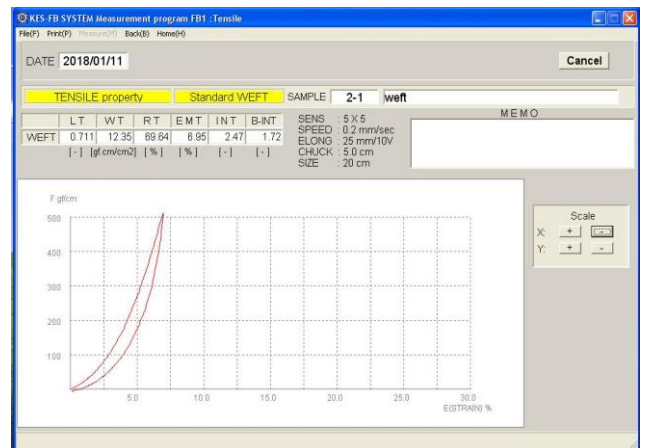 KES-FB SYSTEM Measurement program FB1 :Tensile
File(F) Print(P) Measure(M) Back(B) Home(H)
DATE 2018/01/11 Cancel
TENSILE property Standard WEFT SAMPLE 2-1 weft
LT WT RT EMT INT B-INT
WEFT 0.711 12.35 69.64 6.95 2.47 1.72
[-] [gf.cm/cm2] [%] [%] [-] [-]
SENS : 5 X 5
SPEED : 0.2 mm/sec
ELONG : 25 mm/10V
CHUCK : 5.0 cm
SIZE : 20 cm
MEMO
F gf/cm
500
400
300
200
100
5.0 10.0 15.0 20.0 25.0 30.0
E(STRAIN) %
Scale
X: + -
Y: + -